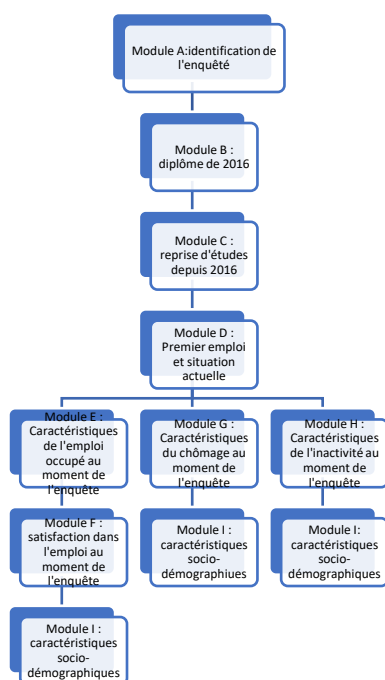 Module A:identification de
l'enquêté
Module B :
diplôme de 2016
Module C :
reprise d'études
depuis 2016
Module D :
Premier emploi
et situation
actuelle
Module E :
Caractéristiques
de l'emploi
occupé au
moment de
l'enquête
Module G :
Caractéristiques
du chômage au
moment de
l'enquête
Module H :
Caractéristiques
de l'inactivité au
moment de
l'enquête
Module F :
satisfaction dans
l'emploi au
moment de
l'enquête
Module I :
caractéristiques
socio-
démographiues
Module I:
caractéristiques
socio-
démographiques
Module I :
caractéristiques
socio-
démographiques